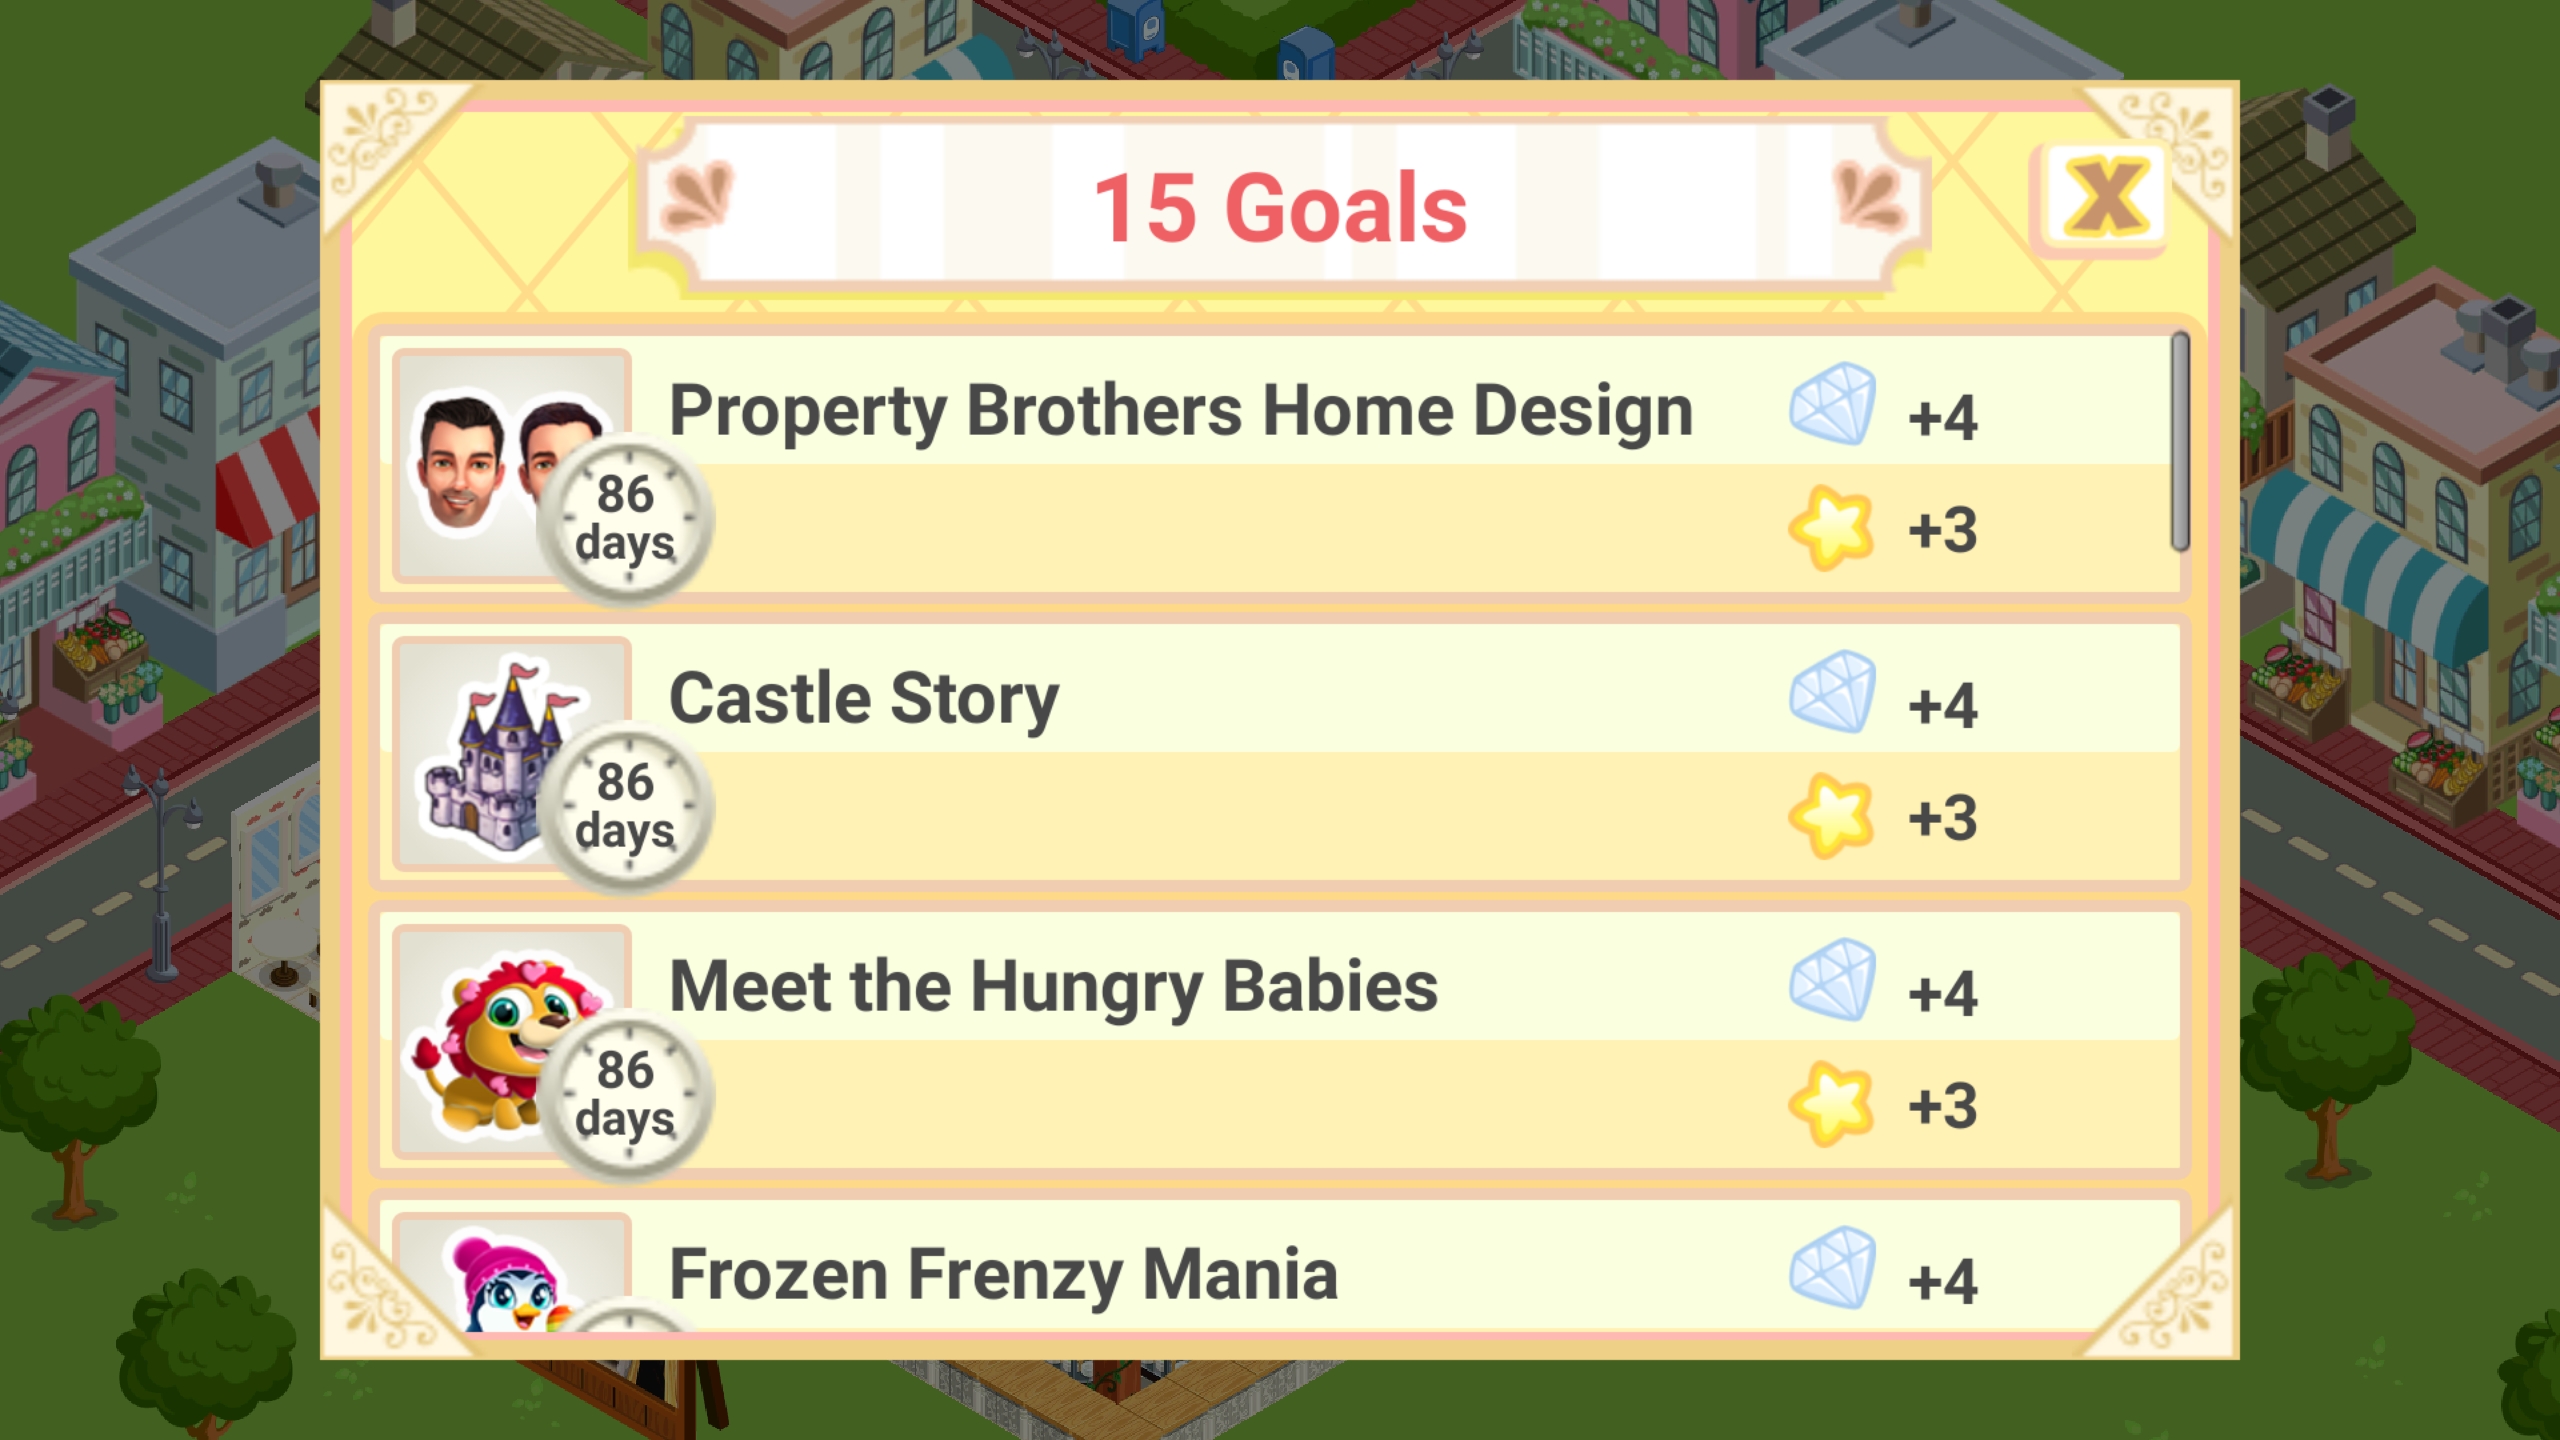 15 Goals
X
Property Brothers Home Design
+4
86
days
+3
Castle Story
+4
86
days
+3
Meet the Hungry Babies
+4
86
days
+3
Frozen Frenzy Mania
+4